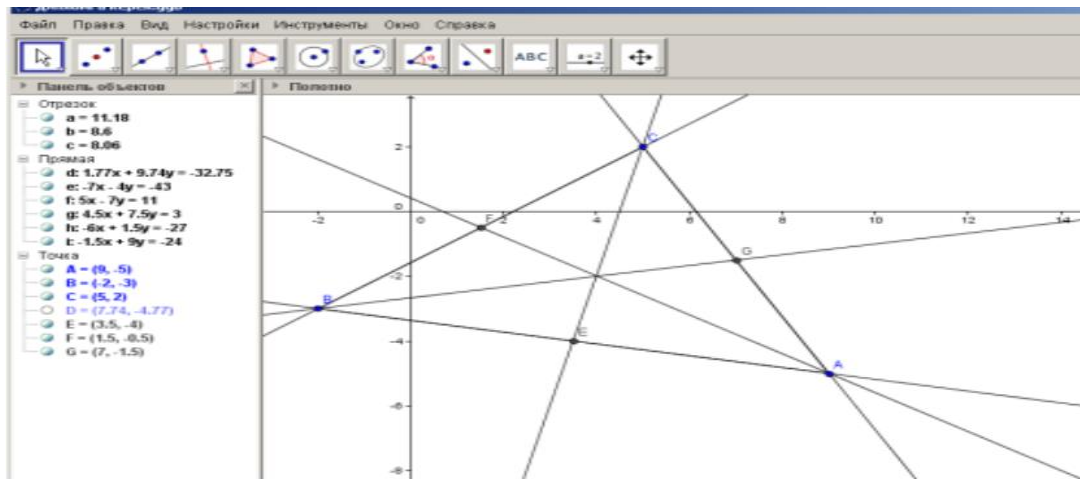 Файл Правка Вид Настройки Инструменты Окно Справка
ABC a=2
Панель объектов Полотно
Отрезок
a = 11.18
b = 8.6
c = 8.06
Прямая
d: 1.77x + 9.74y = -32.75
e: -7x - 4y = -43
f: 5x - 7y = 11
g: 4.5x + 7.5y = 3
h: -6x + 1.5y = -27
i: -1.5x + 9y = -24
Точка
A = (9, -5)
B = (-2, -3)
C = (5, 2)
D = (7.74, -4.77)
E = (3.5, -4)
F = (1.5, -0.5)
G = (7, -1.5)
C
2
0
-2 0 2 4 6 8 10 12 14
F
G
-2
B
E
-4
A
-6
-8